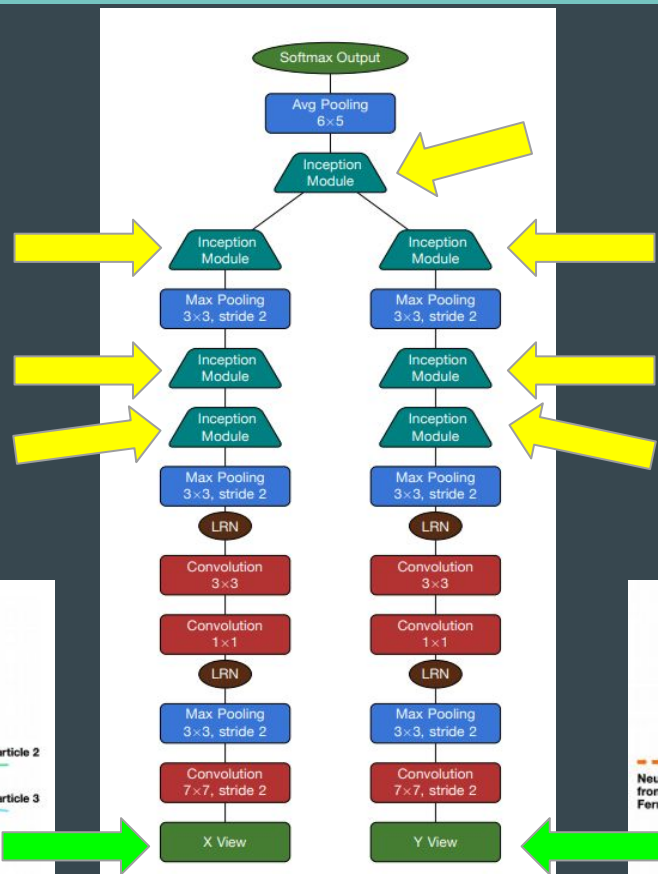 Softmax Output
Avg Pooling
6×5
Inception
Module
Inception
Module
Inception
Module
Max Pooling
3×3, stride 2
Max Pooling
3×3, stride 2
Inception
Module
Inception
Module
Inception
Module
Inception
Module
Max Pooling
3×3, stride 2
Max Pooling
3×3, stride 2
LRN
LRN
Convolution
3×3
Convolution
3×3
Convolution
1×1
Convolution
1×1
LRN
LRN
Max Pooling
3×3, stride 2
Max Pooling
3×3, stride 2
article 2
article 3
Convolution
7×7, stride 2
Convolution
7×7, stride 2
Neu
from
Ferr
X View
Y View